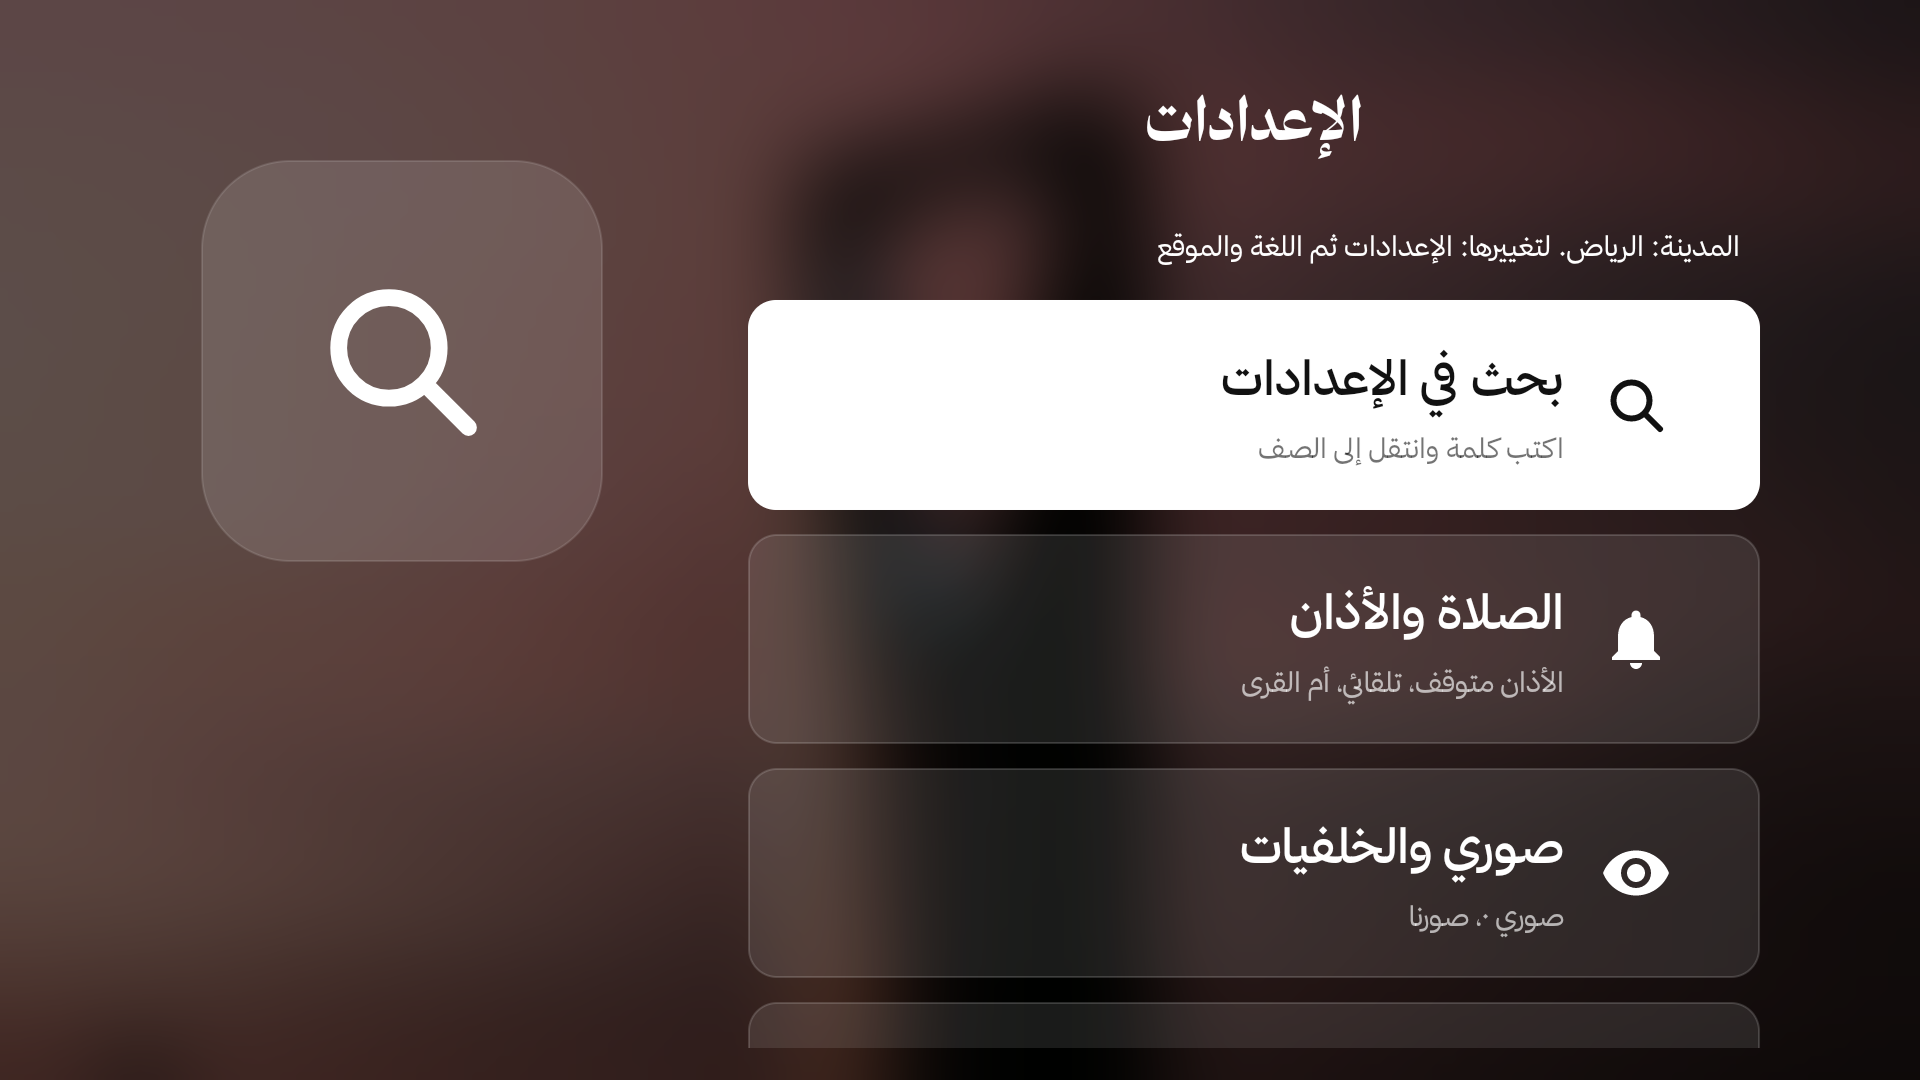 الإعدادات
المدينة: الرياض. لتغييرها: الإعدادات ثم اللغة والموقع
بحث في الإعدادات
اكتب كلمة وانتقل إلى الصف
الصلاة والأذان
الأذان متوقف، تلقائي، أم القرى
صوري والخلفيات
صوري ٠، صورنا